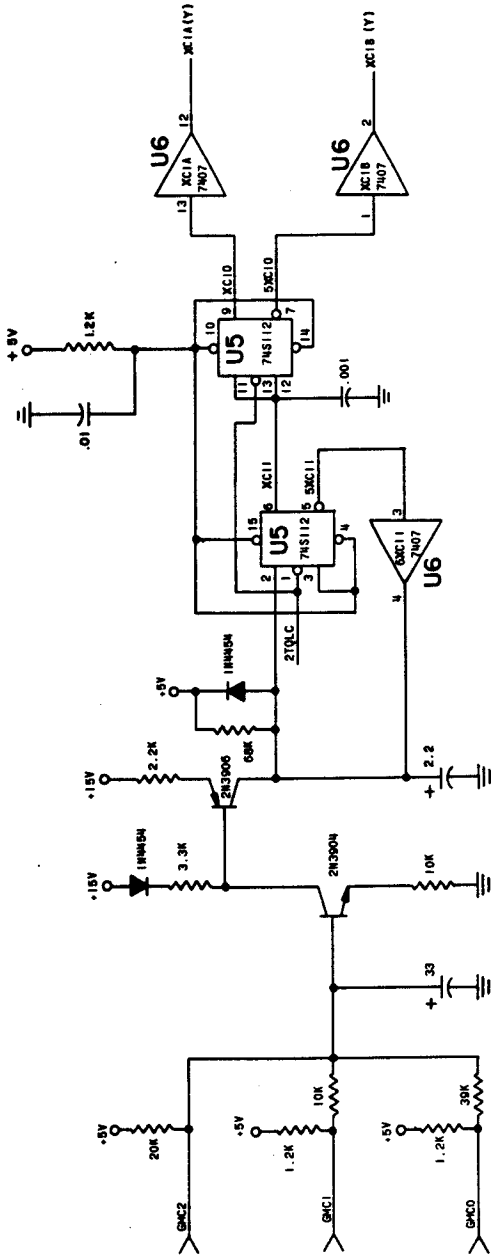 +5V
20K
GMC2
+5V
1.2K
10K
GMC1
+5V
1.2K
39K
GMC0
+
33
+15V
1N4454
3.3K
2N3904
10K
+15V
2.2K
2N3906
+5V
68K
1N4454
+
2.2
2TOLC
2
1
3
15
U5
74S112
6
5
4
XC11
5XC11
3
6XC11
7407
4
U6
.01
+5V
1.2K
10
11
13
12
U5
74S112
9
7
14
XC10
5XC10
.001
13
XC1A
7407
12
U6
XC1A(Y)
1
XC1B
7407
2
U6
XC1B(Y)